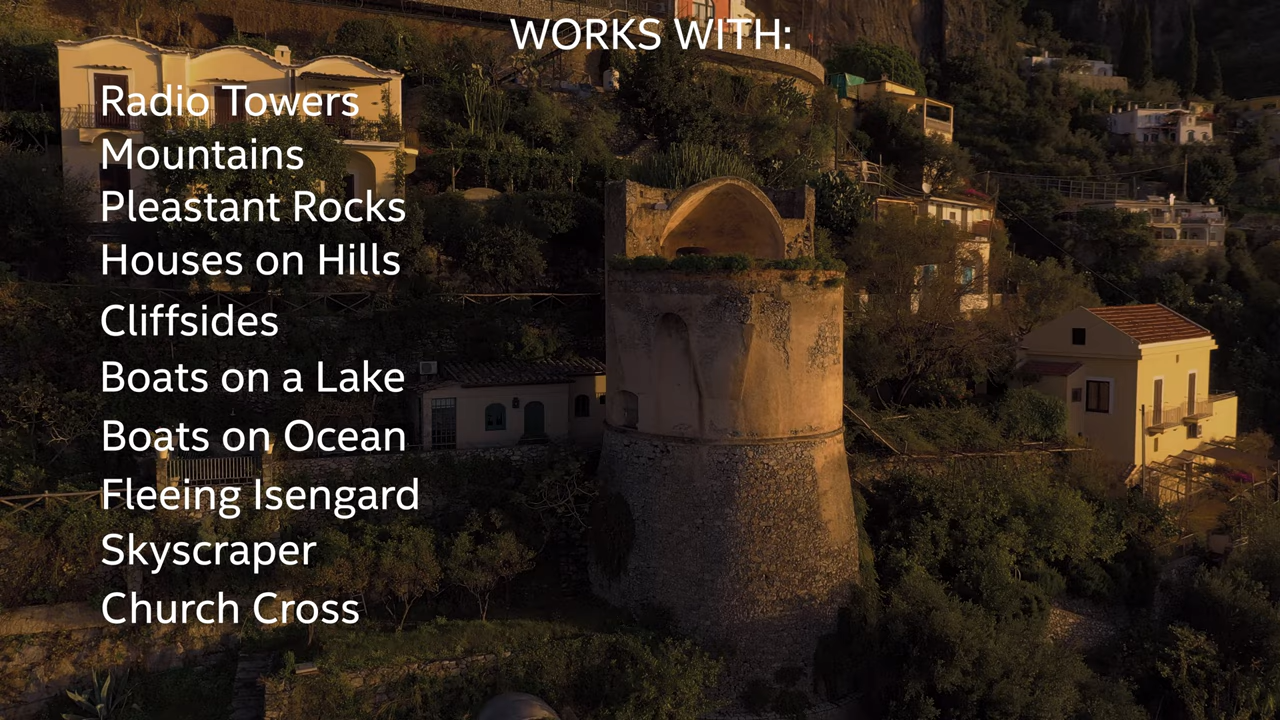 WORKS WITH:
Radio Towers
Mountains
Pleastant Rocks
Houses on Hills
Cliffsides
Boats on a Lake
Boats on Ocean
Fleeing Isengard
Skyscraper
Church Cross